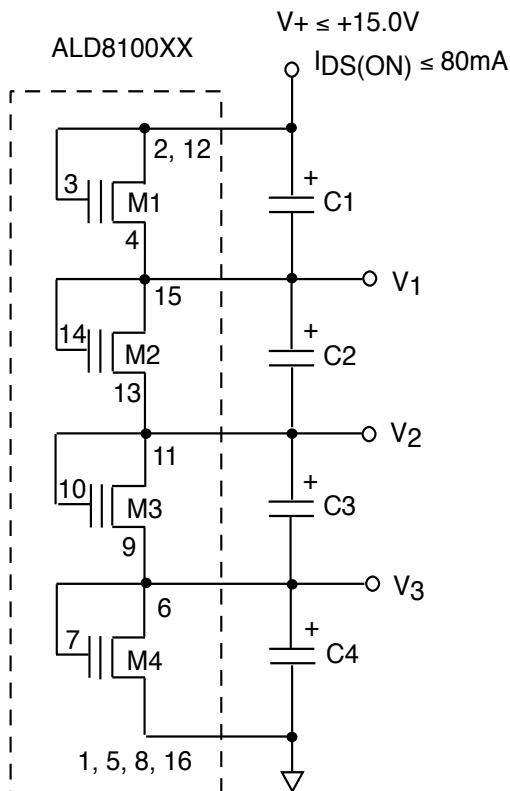 V+ ≤ +15.0V
ALD8100XX
IDS(ON) ≤ 80mA
2, 12
3
+
M1
C1
4
15
V1
14
+
M2
C2
13
11
V2
10
+
M3
C3
9
6
V3
7
+
M4
C4
1, 5, 8, 16